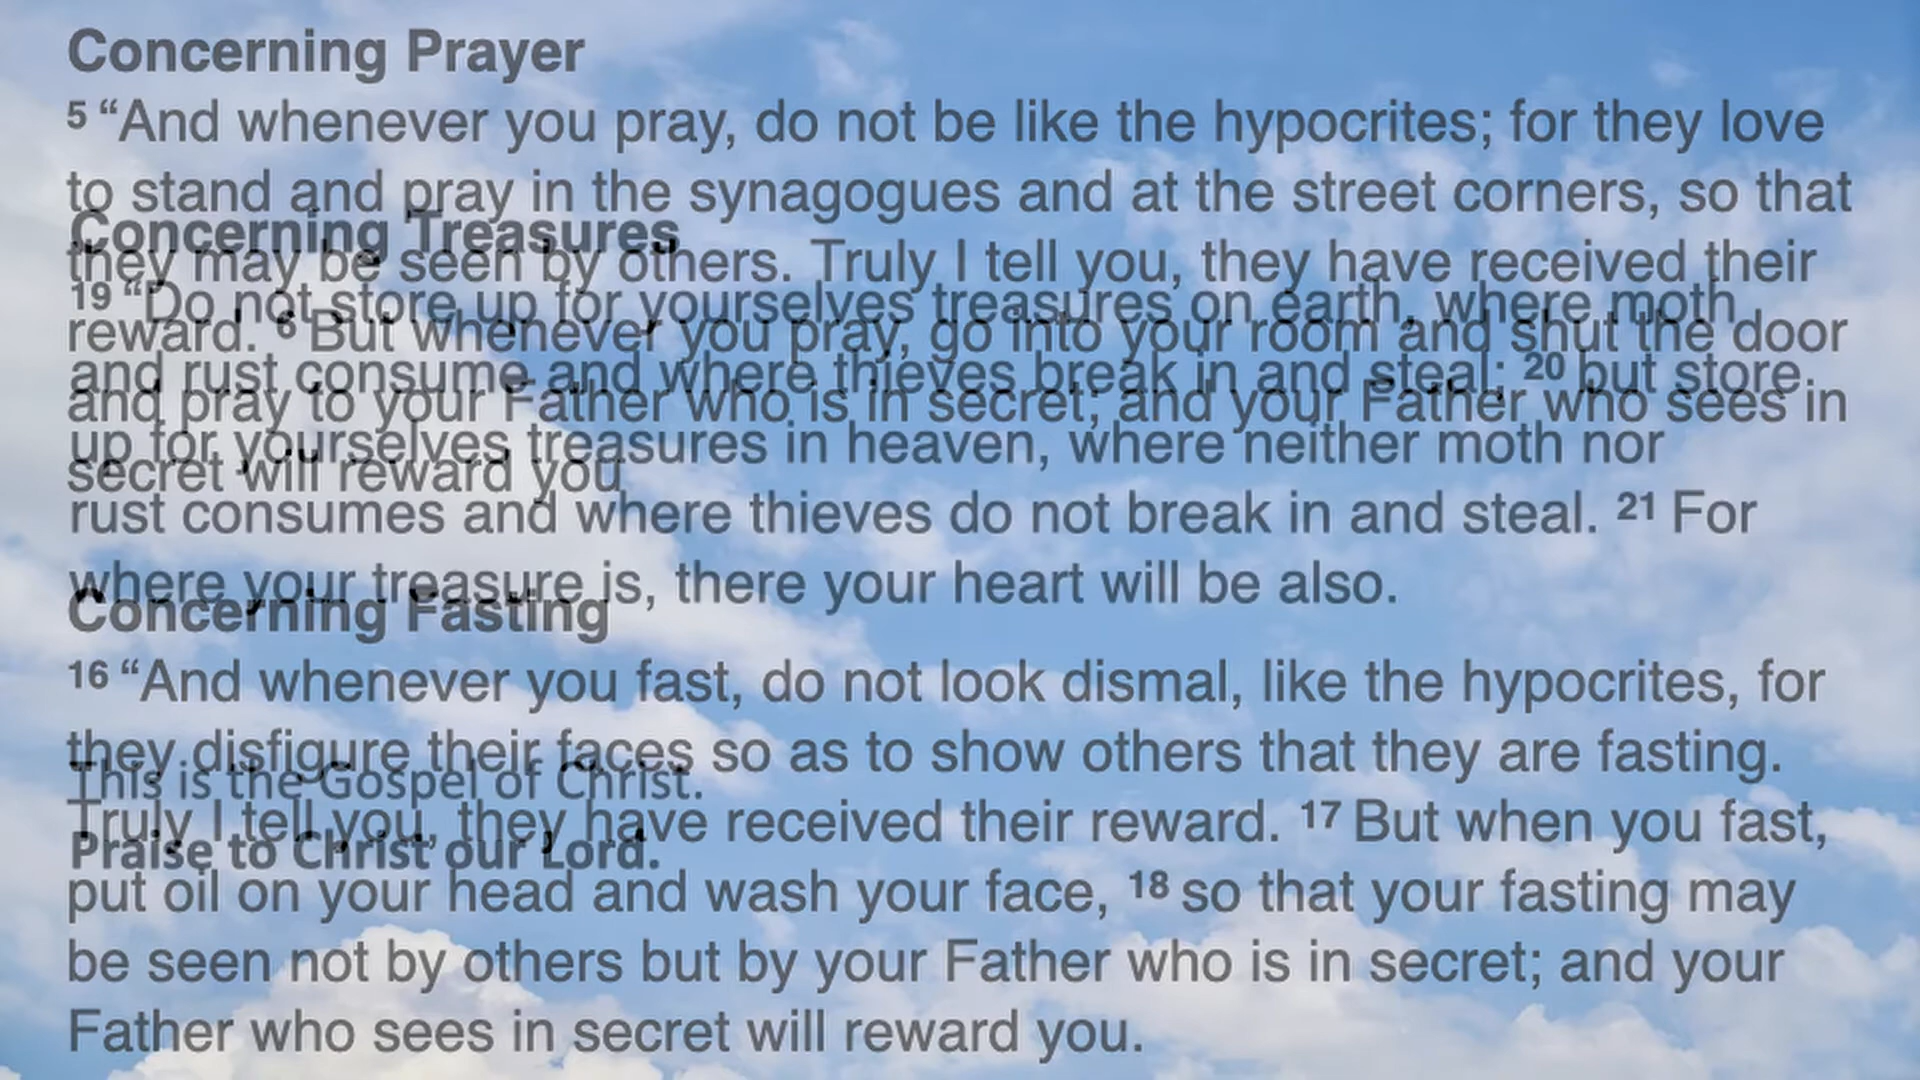 Concerning Prayer
5 “And whenever you pray, do not be like the hypocrites; for they love
to stand and pray in the synagogues and at the street corners, so that
they may be seen by others. Truly I tell you, they have received their
reward. 6 But whenever you pray, go into your room and shut the door
and pray to your Father who is in secret; and your Father who sees in
secret will reward you
Concerning Treasures
19 “Do not store up for yourselves treasures on earth, where moth
and rust consume and where thieves break in and steal; 20 but store
up for yourselves treasures in heaven, where neither moth nor
rust consumes and where thieves do not break in and steal. 21 For
where your treasure is, there your heart will be also.
Concerning Fasting
16 “And whenever you fast, do not look dismal, like the hypocrites, for
they disfigure their faces so as to show others that they are fasting.
Truly I tell you, they have received their reward. 17 But when you fast,
put oil on your head and wash your face, 18 so that your fasting may
be seen not by others but by your Father who is in secret; and your
Father who sees in secret will reward you.
This is the Gospel of Christ.
Praise to Christ our Lord.